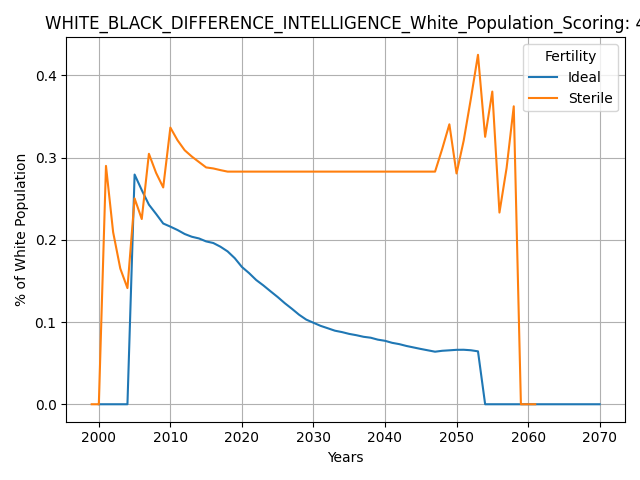 WHITE_BLACK_DIFFERENCE_INTELLIGENCE_White_Population_Scoring: 4
Fertility
Ideal
Sterile
% of White Population
0.4
0.3
0.2
0.1
0.0
2000 2010 2020 2030 2040 2050 2060 2070
Years